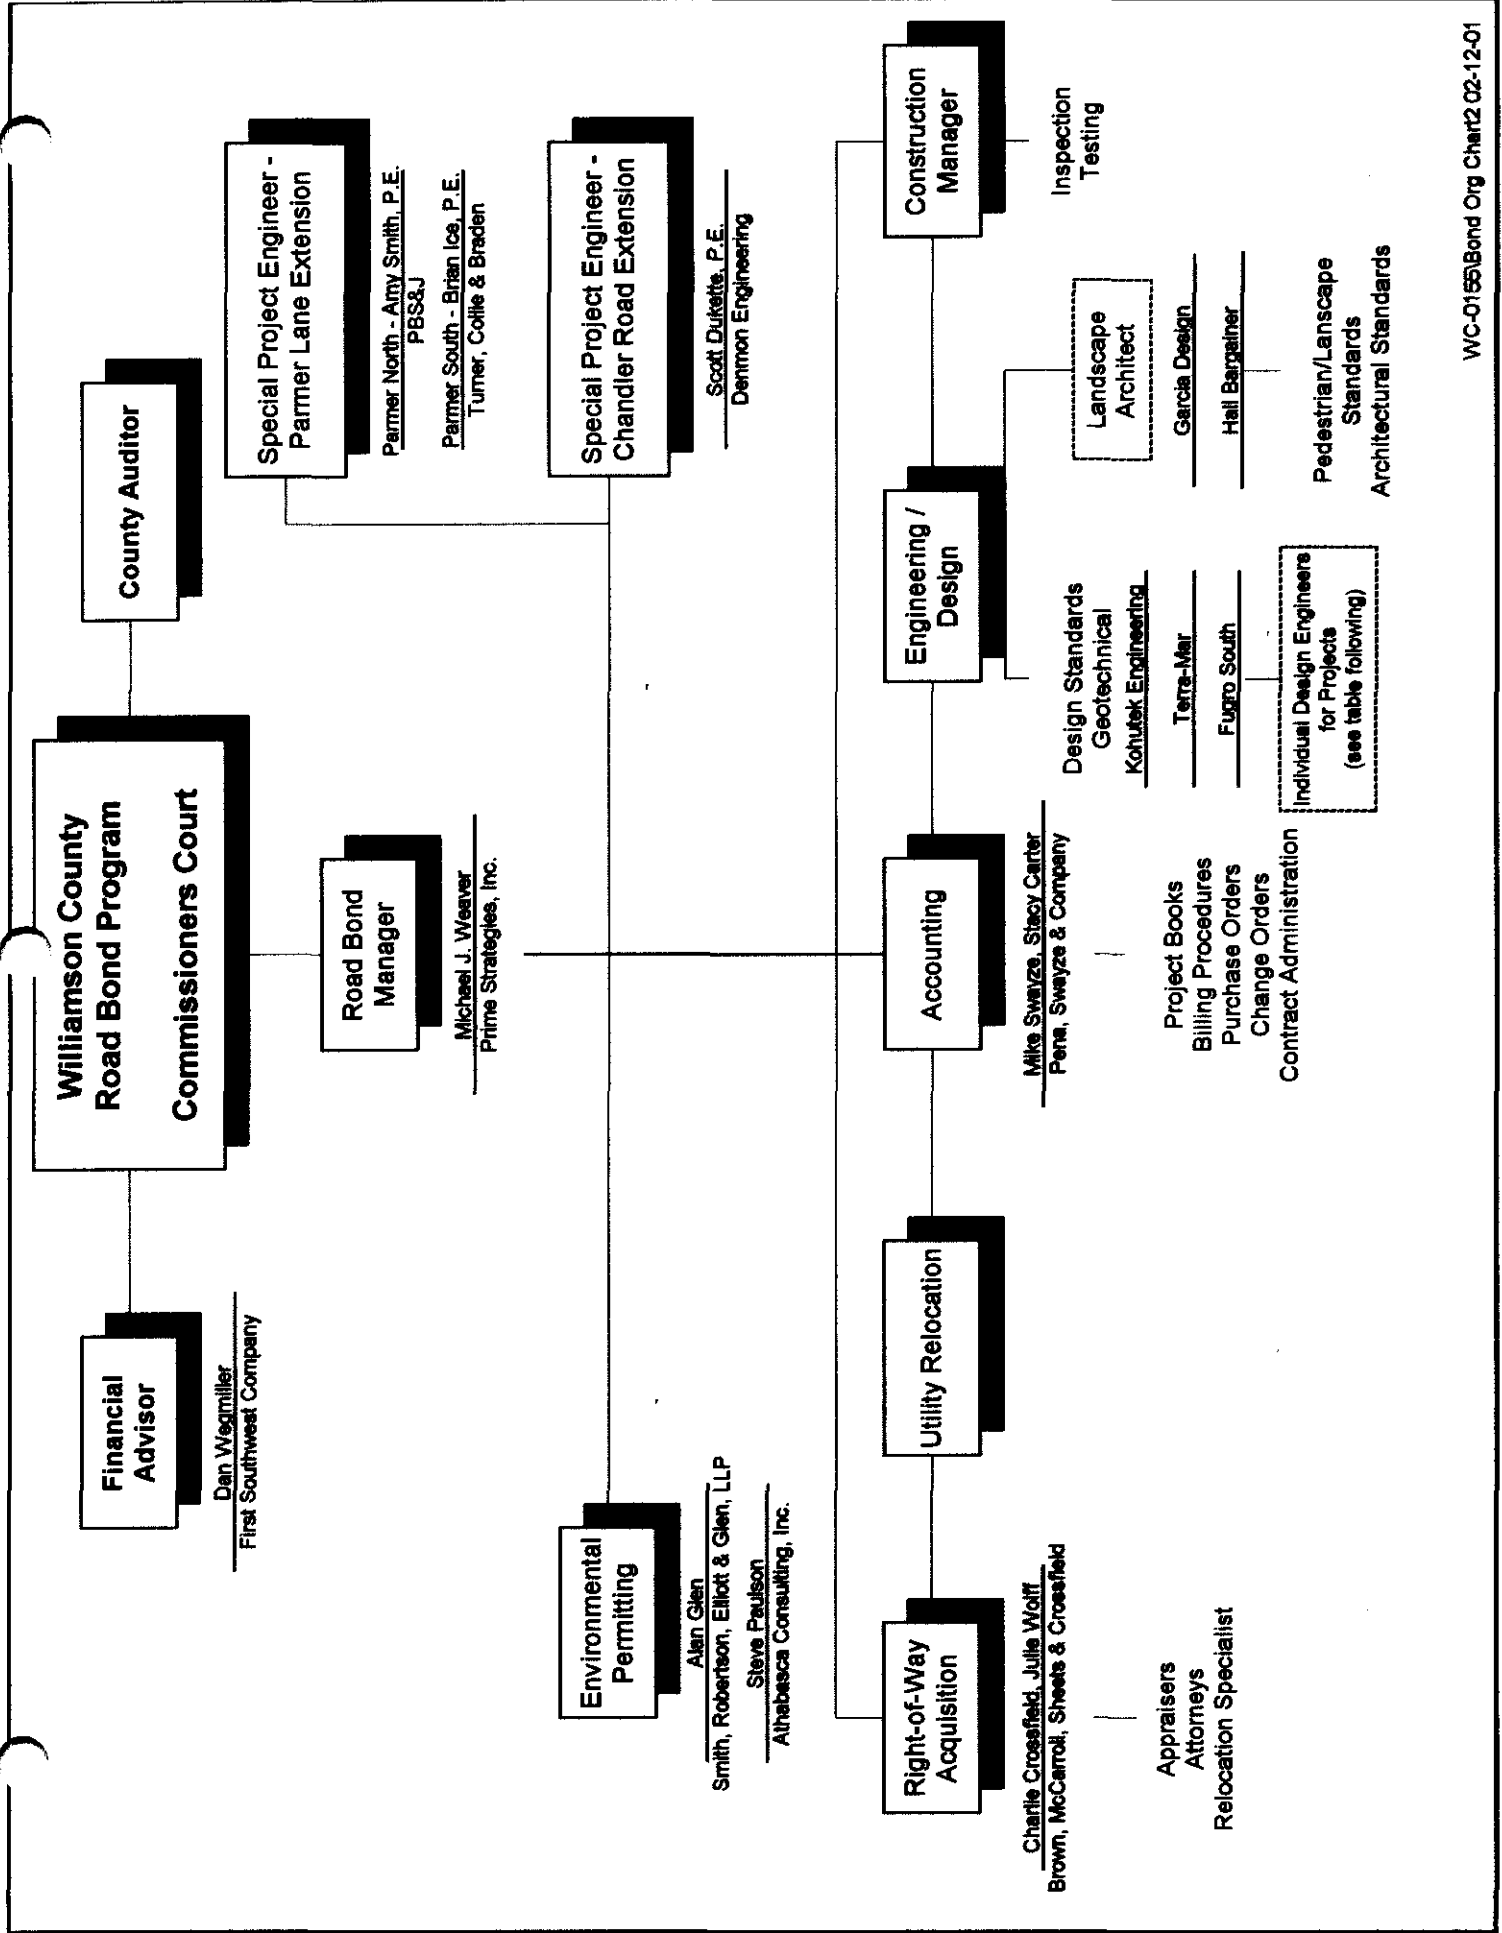 Williamson County
Road Bond Program
Commissioners Court
Financial
Advisor
Dan Wegmiller
First Southwest Company
County Auditor
Road Bond
Manager
Michael J. Weaver
Prime Strategies, Inc.
Special Project Engineer -
Parmer Lane Extension
Parmer North - Amy Smith, P.E.
PBS&J
Parmer South - Brian Ice, P.E.
Turner, Collie & Braden
Environmental
Permitting
Alan Glen
Smith, Robertson, Elliott & Glen, LLP
Steve Paulson
Athabasca Consulting, Inc.
Special Project Engineer -
Chandler Road Extension
Scott Dukette, P.E.
Denmon Engineering
Right-of-Way
Acquisition
Charlie Crossfield, Julie Wolff
Brown, McCarroll, Sheets & Crossfield
Appraisers
Attorneys
Relocation Specialist
Utility Relocation
Accounting
Mike Swayze, Stacy Carter
Pena, Swayze & Company
Project Books
Billing Procedures
Purchase Orders
Change Orders
Contract Administration
Engineering /
Design
Design Standards
Geotechnical
Kohutek Engineering
Terra-Mar
Fugro South
Individual Design Engineers
for Projects
(see table following)
Landscape
Architect
Garcia Design
Hall Bargainer
Pedestrian/Lanscape
Standards
Architectural Standards
Construction
Manager
Inspection
Testing
WC-0155\Bond Org Chart2 02-12-01